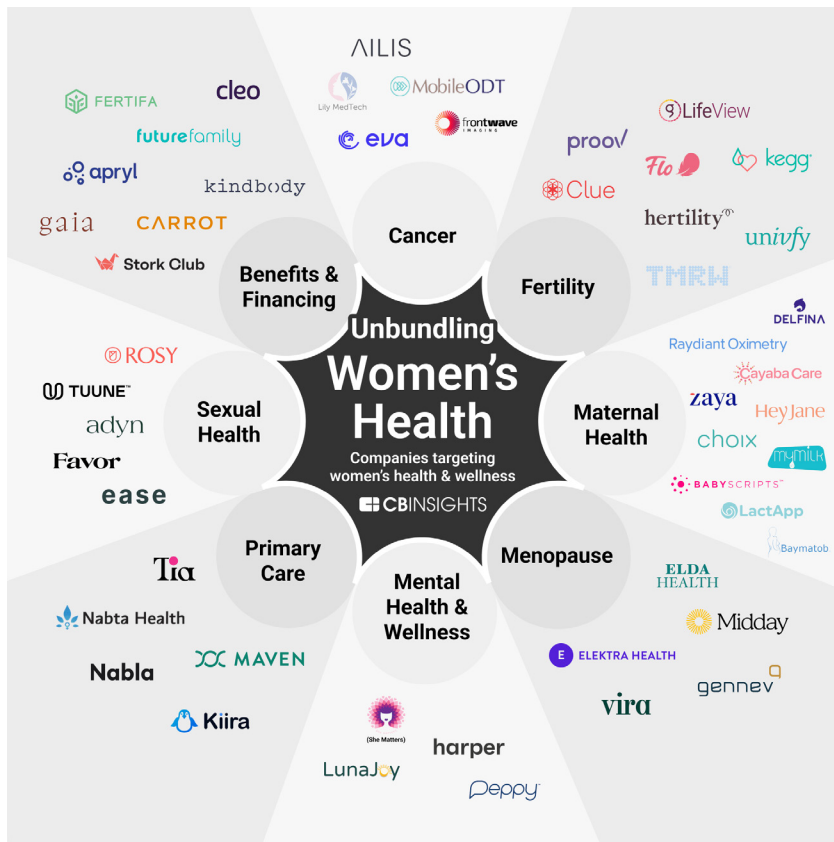 AILIS
Lily MedTech
MobileODT
eva
frontwave
IMAGING
Cancer
LifeView
proov
Flo
kegg
Clue
hertility
univfy
TMRW
Fertility
DELFINA
Raydiant Oximetry
Cayaba Care
zaya
HeyJane
choix
mymilk
BABYSCRIPTS™
LactApp
Baymatob
Maternal
Health
ELDA
HEALTH
Midday
E
ELEKTRA HEALTH
gennev
vira
Menopause
Mental
Health &
Wellness
(She Matters)
harper
LunaJoy
Peppy
Primary
Care
Tia
Nabta Health
Nabla
MAVEN
Kiira
Sexual
Health
ROSY
TUUNE™
adyn
Favor
ease
Benefits &
Financing
FERTIFA
cleo
futurefamily
apryl
kindbody
gaia
CARROT
Stork Club
Unbundling
Women's
Health
Companies targeting
women's health & wellness
CBINSIGHTS